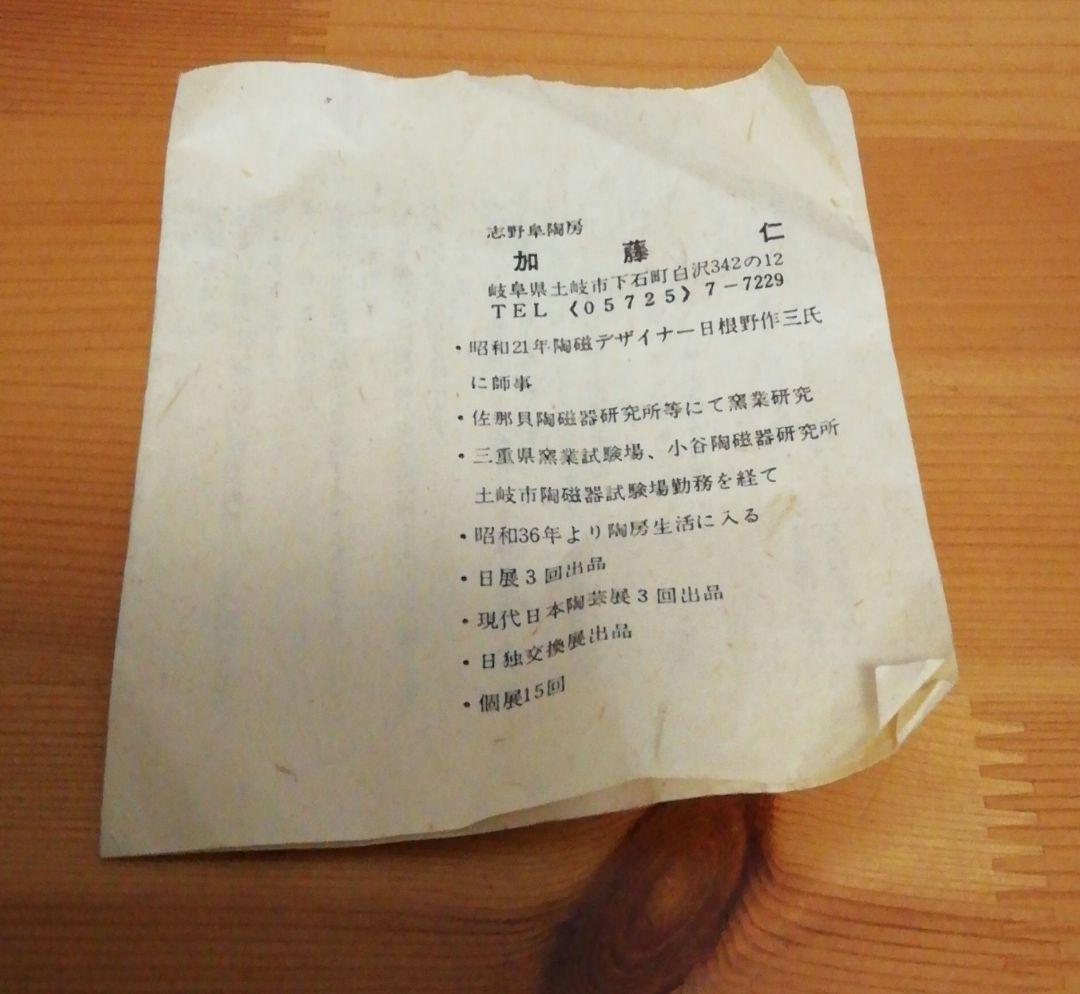 志野阜陶房
加藤仁
岐阜県土岐市下石町白沢342の12
TEL 〈05725〉7−7229
・昭和21年陶磁デザイナー日根野作三氏
に師事
・佐那具陶磁器研究所等にて窯業研究
・三重県窯業試験場、小谷陶磁器研究所
土岐市陶磁器試験場勤務を経て
・昭和36年より陶房生活に入る
・日展3回出品
・現代日本陶芸展3回出品
・日独交換展出品
・個展15回